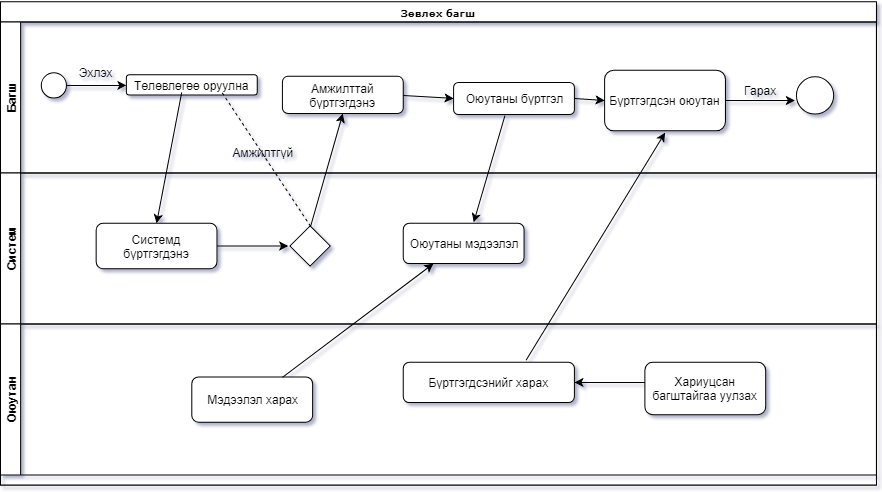 Зөвлөх багш
Багш
Эхлэх
Төлөвлөгөө оруулна
Амжилттай
бүртгэгдэнэ
Оюутаны бүртгэл
Бүртгэгдсэн оюутан
Гарах
Амжилтгүй
Систем
Системд
бүртгэгдэнэ
Оюутаны мэдээлэл
Оюутан
Мэдээлэл харах
Бүртгэгдсэнийг харах
Хариуцсан
багштайгаа уулзах